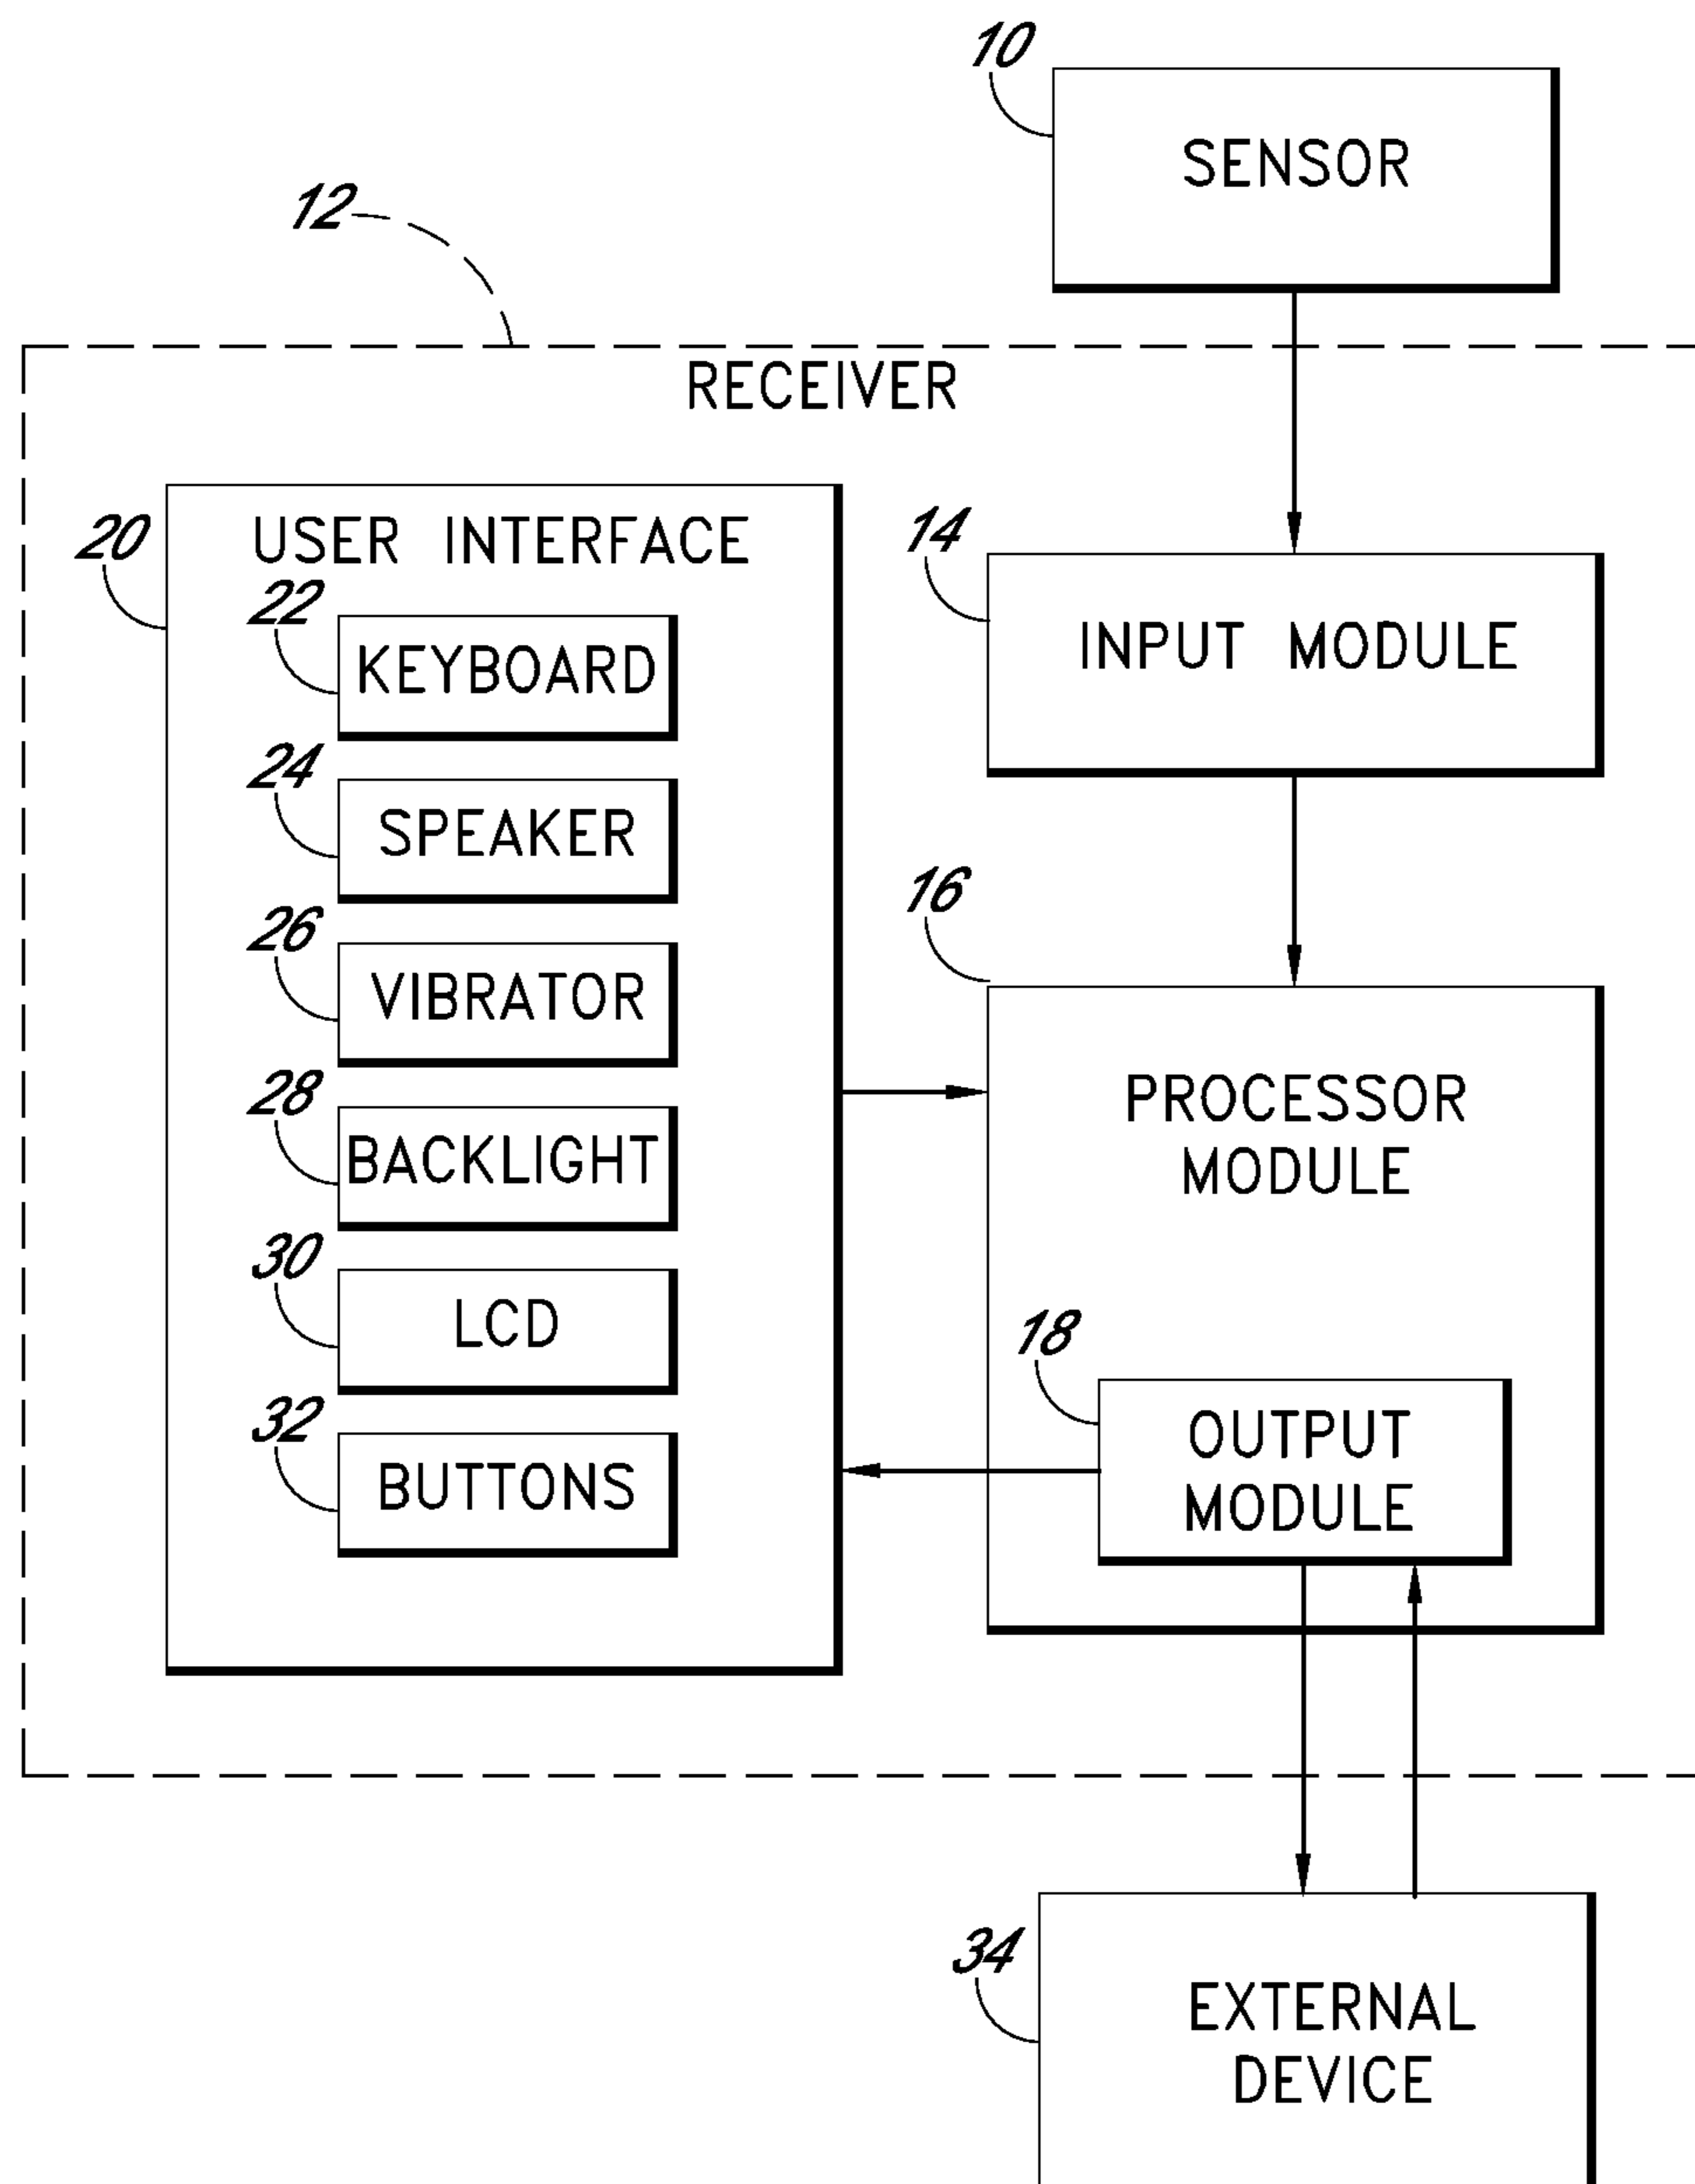 10
SENSOR
12
RECEIVER
20
USER INTERFACE
22
KEYBOARD
24
SPEAKER
26
VIBRATOR
28
BACKLIGHT
30
LCD
32
BUTTONS
14
INPUT MODULE
16
PROCESSOR
MODULE
18
OUTPUT
MODULE
34
EXTERNAL
DEVICE